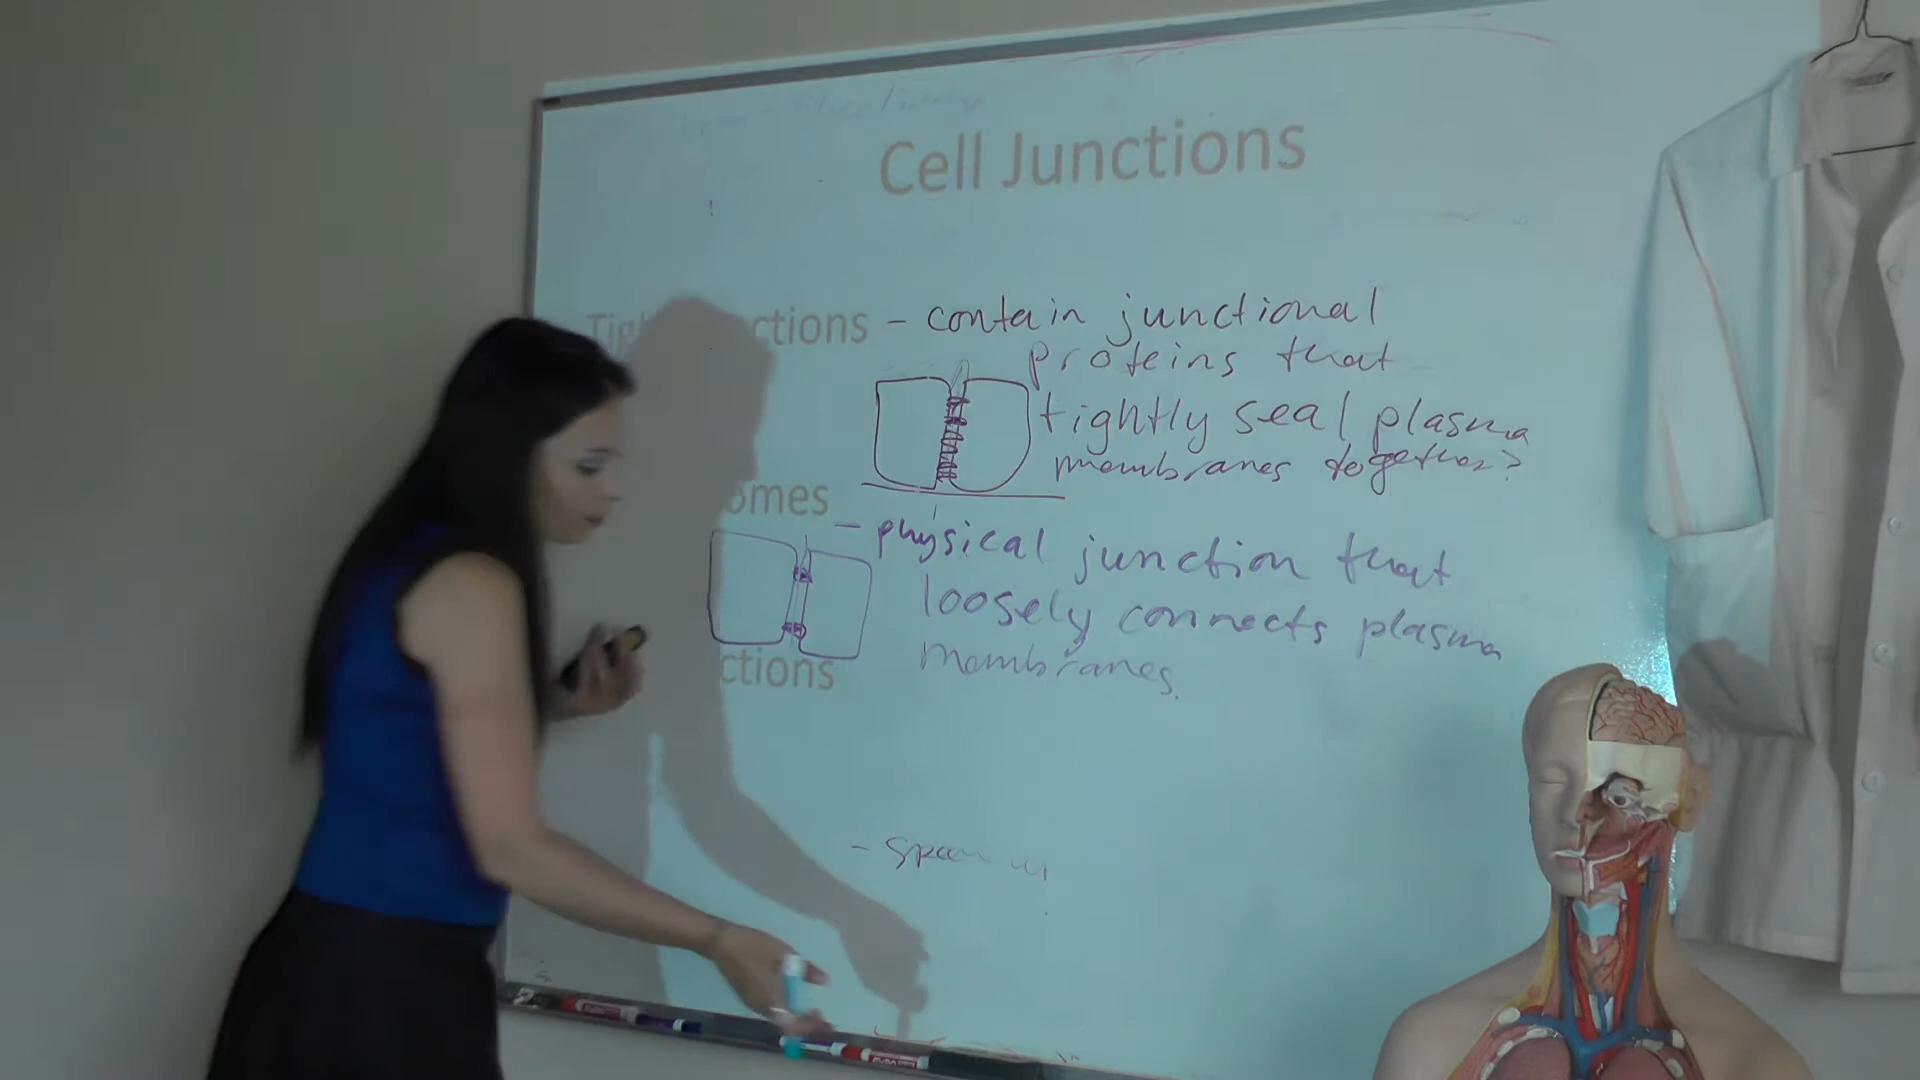 Cell Junctions
Tig ctions - contain junctional
proteins that
tightly seal plasma
membranes together?
omes - physical junction that
loosely connects plasma
membranes.
ctions